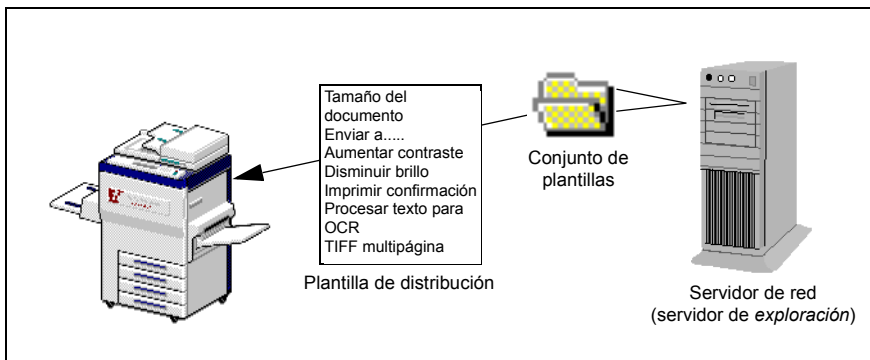 Tamaño del
documento
Enviar a.....
Aumentar contraste
Disminuir brillo
Imprimir confirmación
Procesar texto para
OCR
TIFF multipágina
Plantilla de distribución
Conjunto de
plantillas
Servidor de red
(servidor de exploración)